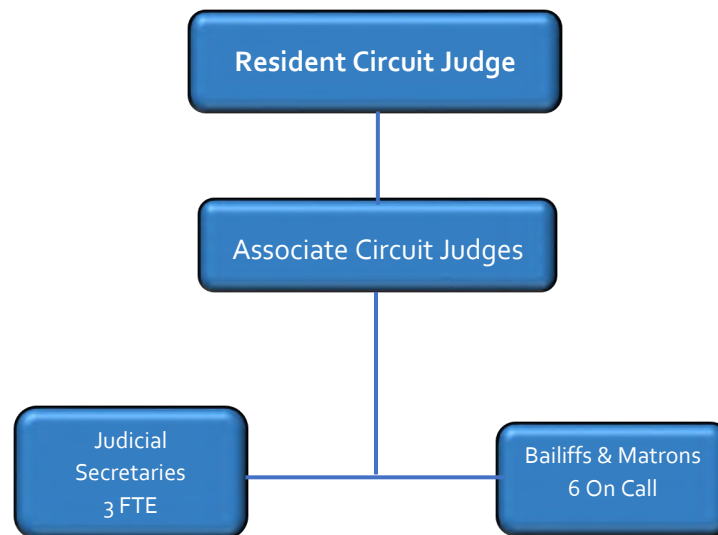 Resident Circuit Judge
Associate Circuit Judges
Judicial
Secretaries
3 FTE
Bailiffs & Matrons
6 On Call